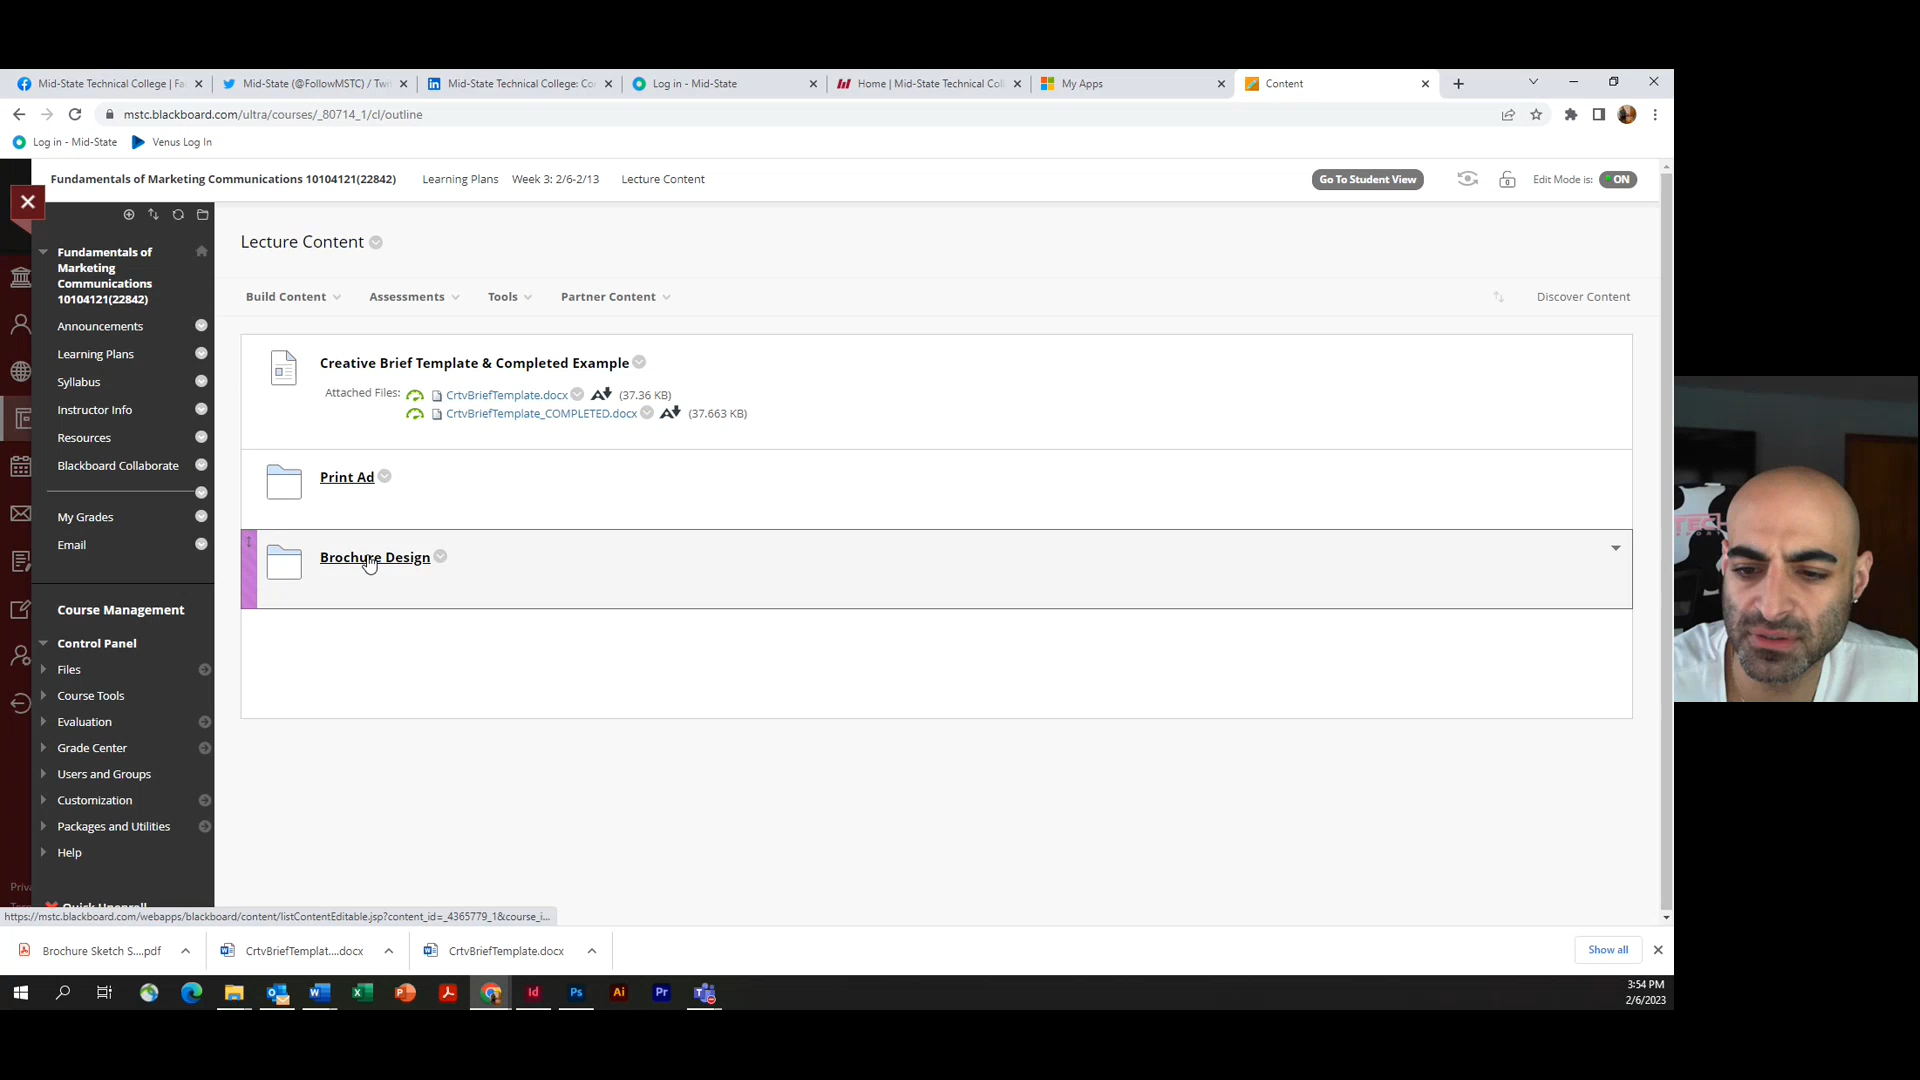 Mid-State Technical College | Fa
Mid-State (@FollowMSTC) / Twit
Mid-State Technical College: Co
Log in - Mid-State
Home | Mid-State Technical Coll
My Apps
Content
mstc.blackboard.com/ultra/courses/_80714_1/cl/outline
Log in - Mid-State
Venus Log In
Fundamentals of Marketing Communications 10104121(22842)
Learning Plans
Week 3: 2/6-2/13
Lecture Content
Go To Student View
Edit Mode is:
ON
Fundamentals of
Marketing
Communications
10104121(22842)
Announcements
Learning Plans
Syllabus
Instructor Info
Resources
Blackboard Collaborate
My Grades
Email
Course Management
Control Panel
Files
Course Tools
Evaluation
Grade Center
Users and Groups
Customization
Packages and Utilities
Help
Quick Unenroll
Lecture Content
Build Content
Assessments
Tools
Partner Content
Discover Content
Creative Brief Template & Completed Example
Attached Files:
CrtvBriefTemplate.docx
(37.36 KB)
CrtvBriefTemplate_COMPLETED.docx
(37.663 KB)
Print Ad
Brochure Design
https://mstc.blackboard.com/webapps/blackboard/content/listContentEditable.jsp?content_id=_4365779_1&course_i...
Brochure Sketch S....pdf
CrtvBriefTemplat....docx
CrtvBriefTemplate.docx
Show all
3:54 PM
2/6/2023